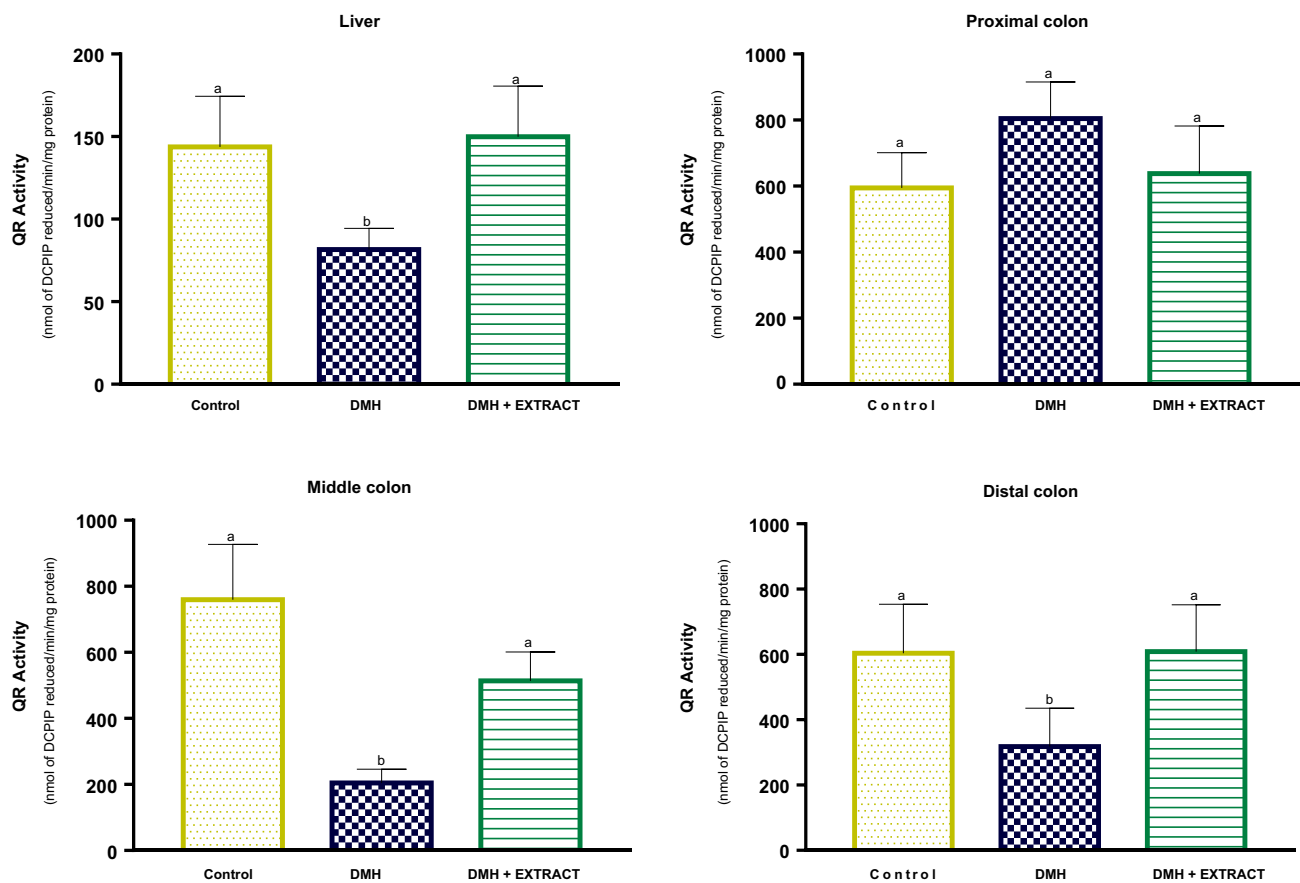 Liver
QR Activity
(nmol of DCPIP reduced/min/mg protein)
200
150
100
50
0
a
b
a
Control
DMH
DMH + EXTRACT
Proximal colon
QR Activity
(nmol of DCPIP reduced/min/mg protein)
1000
800
600
400
200
0
a
a
a
Control
DMH
DMH + EXTRACT
Middle colon
QR Activity
(nmol of DCPIP reduced/min/mg protein)
1000
800
600
400
200
0
a
b
a
Control
DMH
DMH + EXTRACT
Distal colon
QR Activity
(nmol of DCPIP reduced/min/mg protein)
1000
800
600
400
200
0
a
b
a
Control
DMH
DMH + EXTRACT